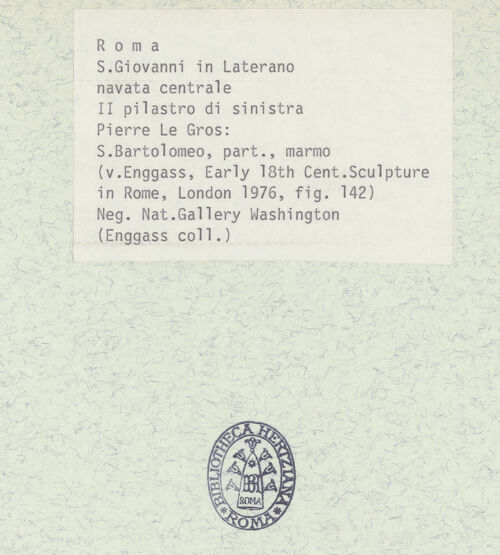 R o m a
S.Giovanni in Laterano
navata centrale
II pilastro di sinistra
Pierre Le Gros:
S.Bartolomeo, part., marmo
(v.Enggass, Early 18th Cent.Sculpture
in Rome, London 1976, fig. 142)
Neg. Nat.Gallery Washington
(Enggass coll.)
BIBLIOTHECA HERTZIANA
ROMA
* ROMA *